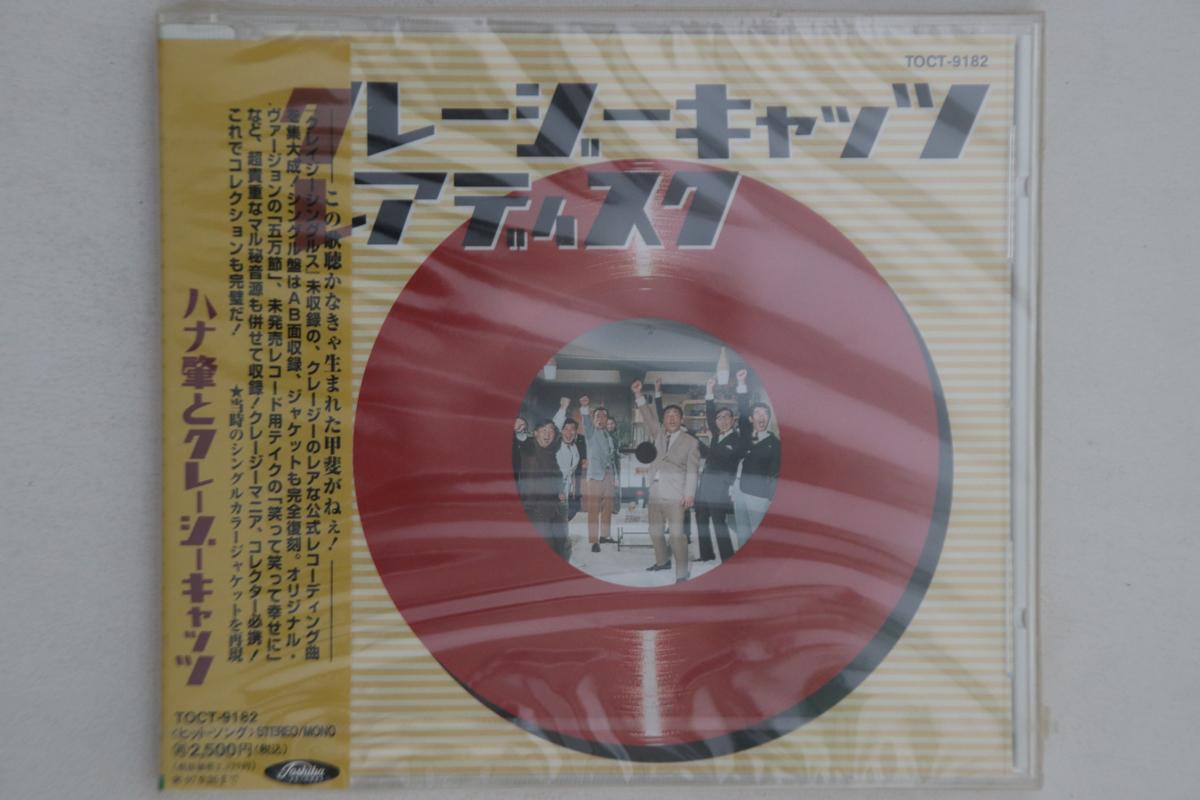 TOCT-9182
クレージーキャッツ
レアディスク
この歌聴かなきゃ生まれた甲斐がねぇ!
「クレイジーシングルス」未収録の、クレージーのレアな公式レコーディング曲
を集大成!シングル盤はAB面収録、ジャケットも完全復刻。オリジナル・
ヴァージョンの「五万節」、未発売レコード用テイクの「笑って笑って幸せに」
など、超貴重なマル秘音源も併せて収録!クレージーマニア、コレクター必携!
これでコレクションも完璧だ!
★当時のシングルカラージャケットを再現
ハナ肇とクレージーキャッツ
TOCT-9182
〈ヒット・ソング〉STEREO/MONO
2,500円(税込)
Toshiba